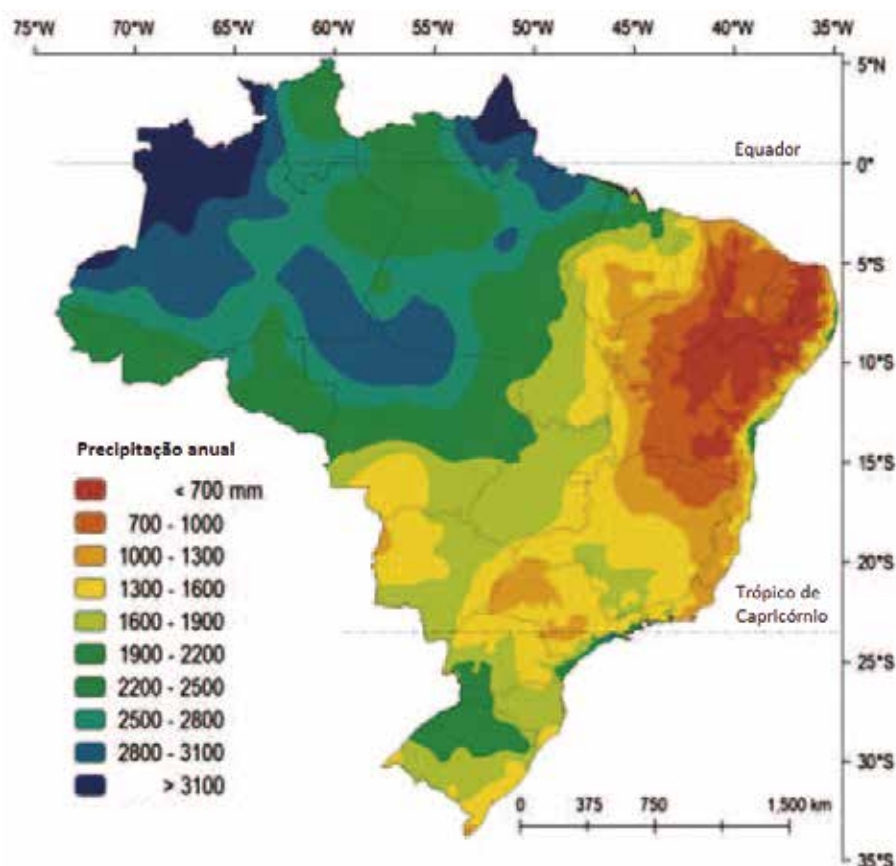 75°W 70°W 65°W 60°W 55°W 50°W 45°W 40°W 35°W
5°N
Equador
0°
5°S
10°S
Precipitação anual
15°S
< 700 mm
700 - 1000
1000 - 1300
1300 - 1600
20°S
1600 - 1900
Trópico de
Capricórnio
1900 - 2200
25°S
2200 - 2500
2500 - 2800
2800 - 3100
> 3100
30°S
0 375 750 1,500 km
35°S